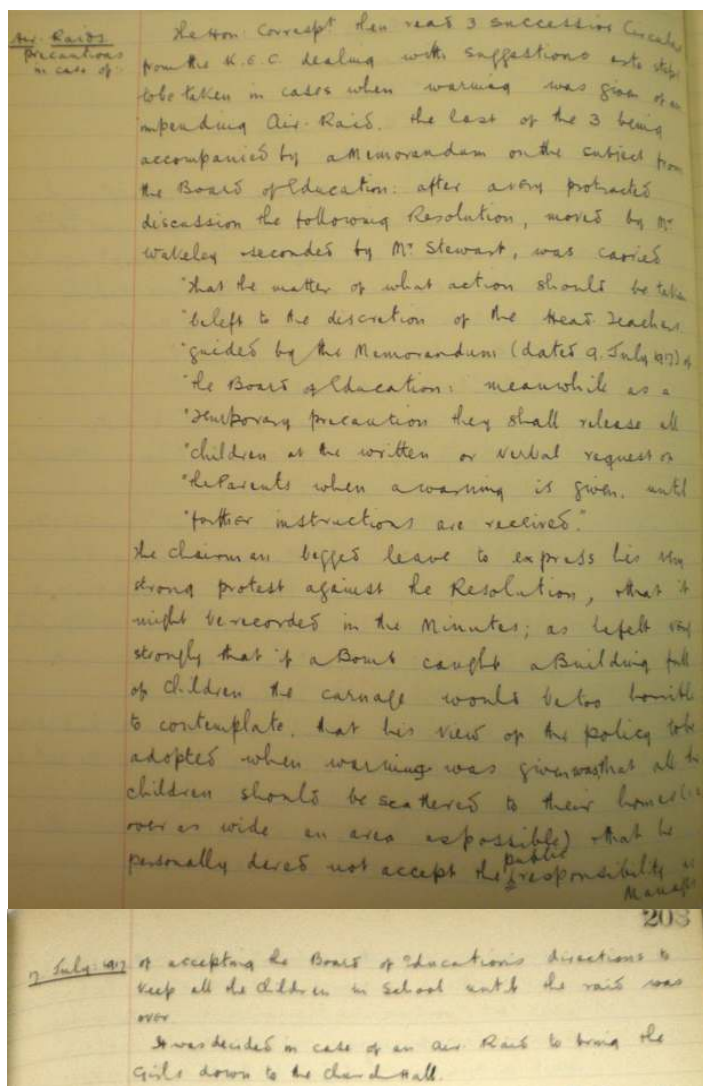 Air Raids
precautions
in case of:
The Hon: Correspt then read 3 successive Circulars
from the K.E.C. dealing with suggestions as to steps
to be taken in cases when warning was given of an
impending Air-Raid. the last of the 3 being
accompanied by a Memorandum on the subject from
the Board of Education: after a very protracted
discussion the following Resolution, moved by Mr
Wakeley & seconded by Mr Stewart, was carried
"that the matter of what action should be taken
"be left to the discretion of the Head Teachers
"guided by the Memorandum (dated 9. July 1917) of
"the Board of Education: meanwhile as a
"temporary precaution they shall release all
"children at the written or verbal request of
"the Parents when a warning is given. until
"further instructions are received."
the Chairman begged leave to express his very
strong protest against the Resolution, & that it
might be recorded in the Minutes; as he felt very
strongly that if a Bomb caught a Building full
of Children the carnage would be too horrible
to contemplate, that his view of the policy to be
adopted when warning was given was, that all the
children should be scattered to their homes (i.e
over as wide an area as possible) & that he
personally dared not accept the public responsibility as
Manager
203
July: 1917
of accepting the Board of Education's directions to
keep all the Children in School until the raid was
over
It was decided in case of an Air Raid to bring the
Girls down to the Church Hall.